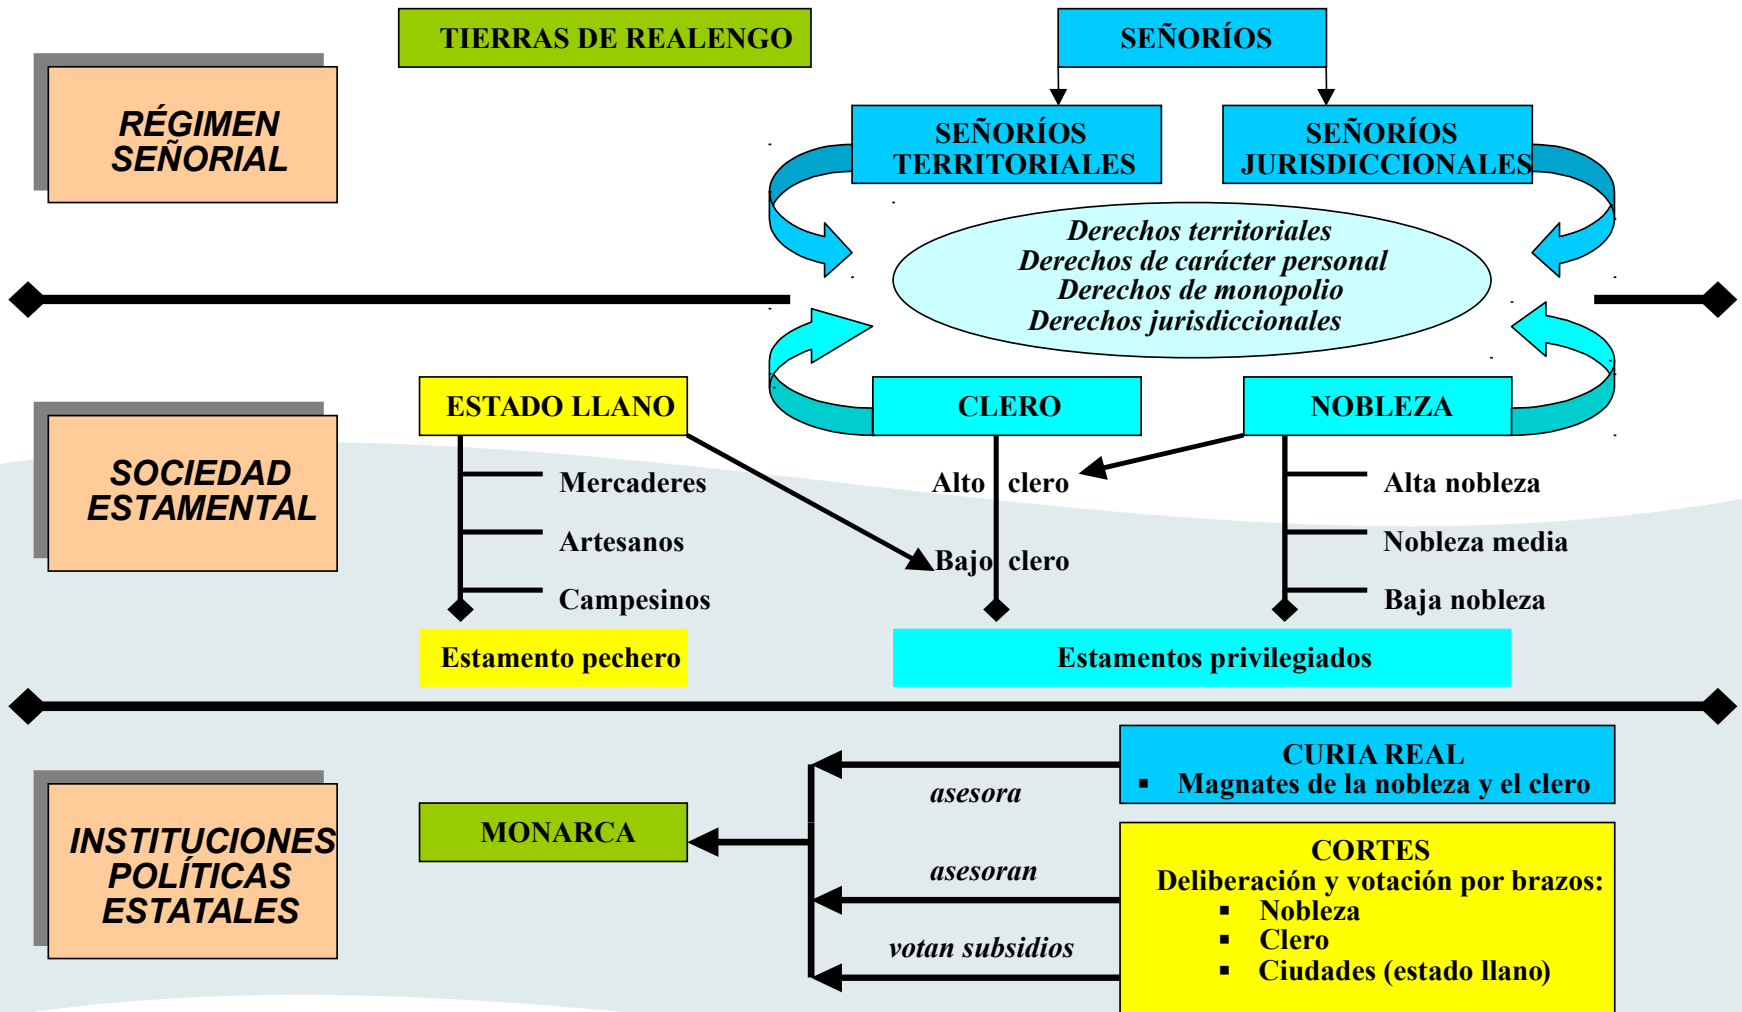 TIERRAS DE REALENGO
SEÑORÍOS
RÉGIMEN
SEÑORIAL
SEÑORÍOS
TERRITORIALES
SEÑORÍOS
JURISDICCIONALES
Derechos territoriales
Derechos de carácter personal
Derechos de monopolio
Derechos jurisdiccionales
SOCIEDAD
ESTAMENTAL
ESTADO LLANO
CLERO
NOBLEZA
Mercaderes
Artesanos
Campesinos
Alto clero
Bajo clero
Alta nobleza
Nobleza media
Baja nobleza
Estamento pechero
Estamentos privilegiados
INSTITUCIONES
POLÍTICAS
ESTATALES
MONARCA
asesora
asesoran
votan subsidios
CURIA REAL
▪ Magnates de la nobleza y el clero
CORTES
Deliberación y votación por brazos:
▪ Nobleza
▪ Clero
▪ Ciudades (estado llano)